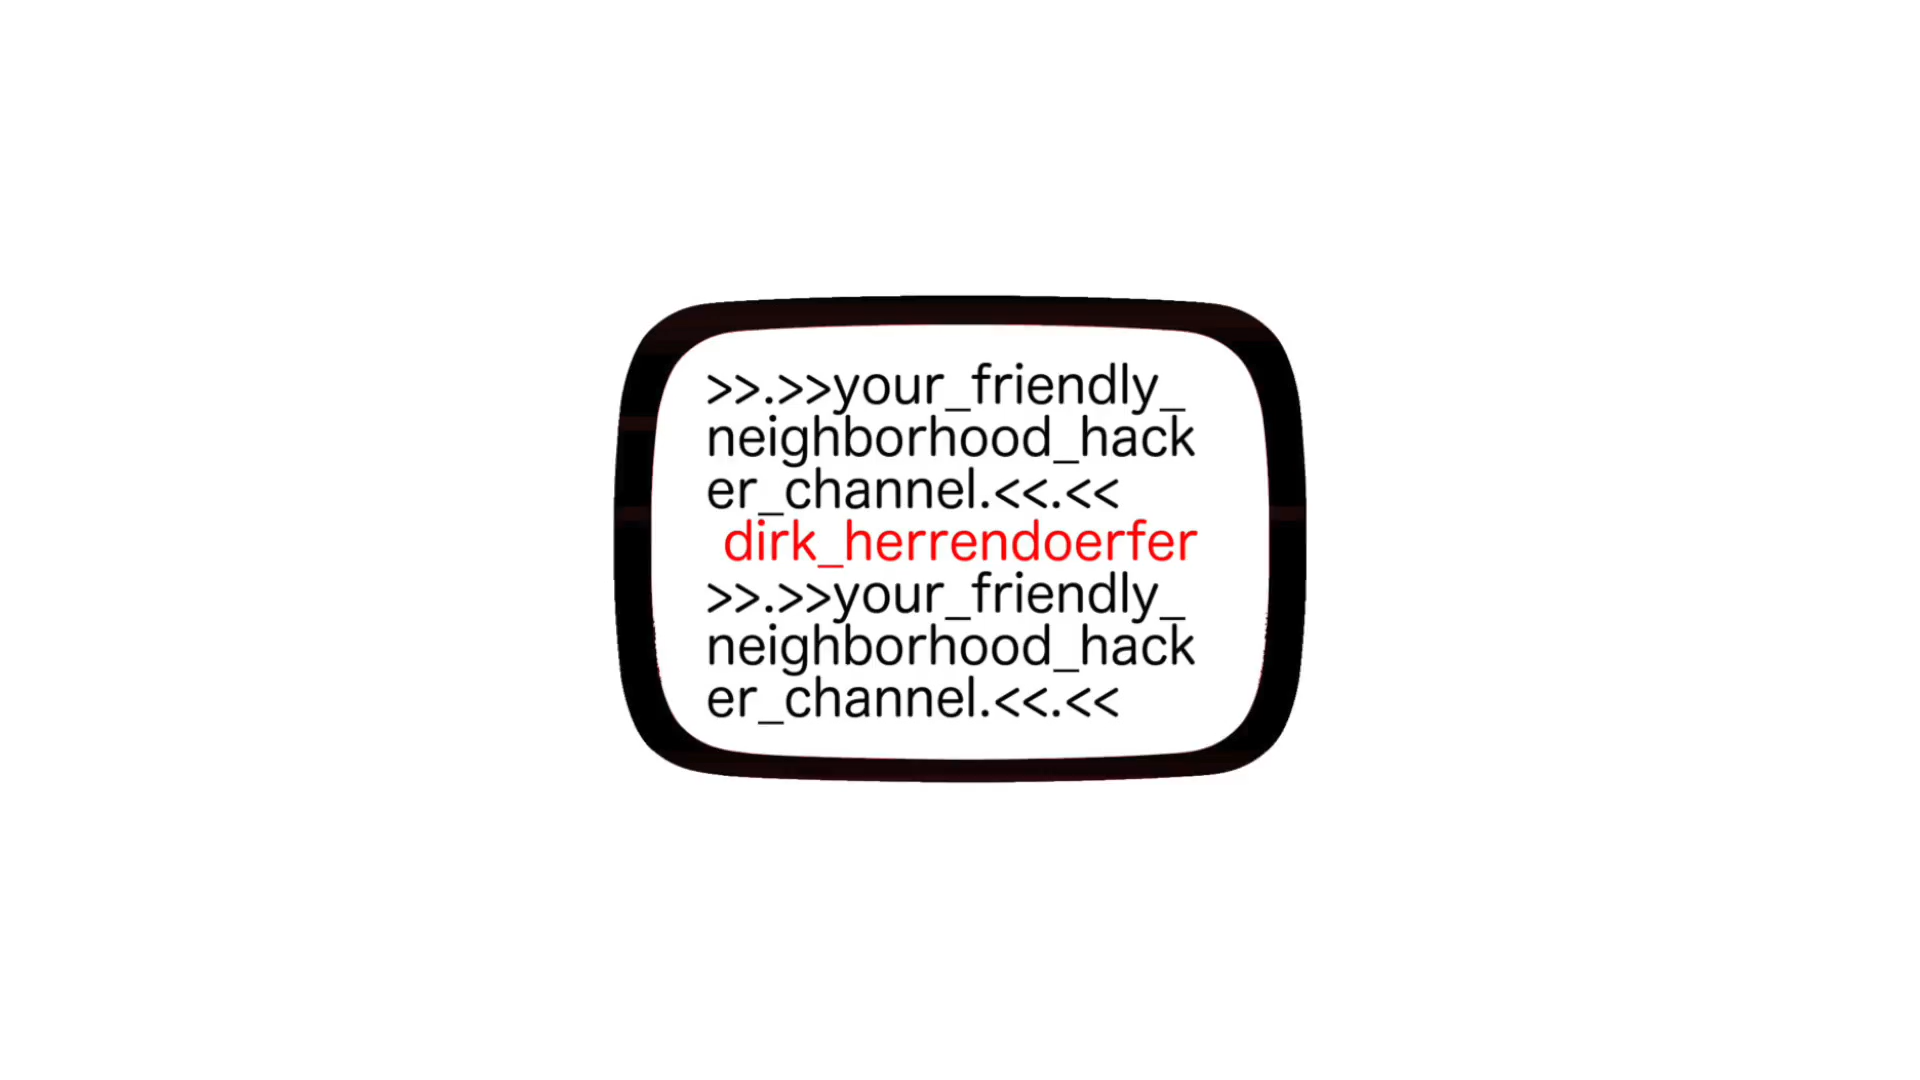 >>.>>your_friendly_
neighborhood_hack
er_channel.<<.<<
dirk_herrendoerfer
>>.>>your_friendly_
neighborhood_hack
er_channel.<<.<<